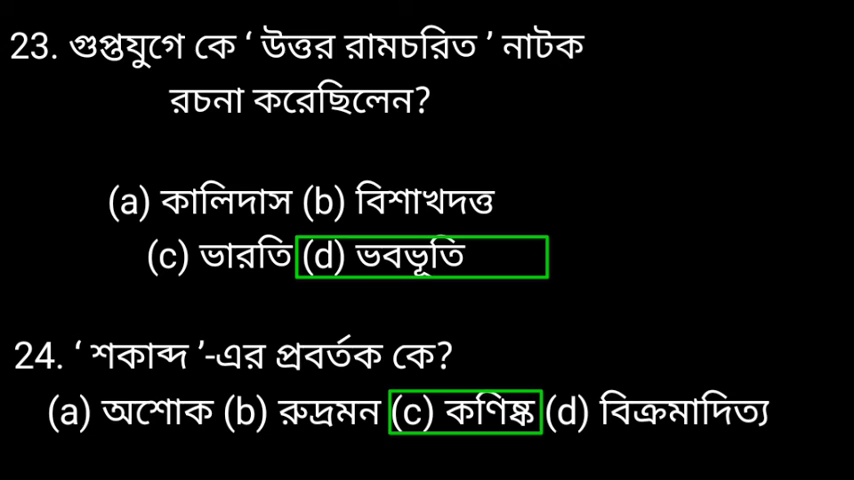 23. গুপ্তযুগে কে ‘ উত্তর রামচরিত ’ নাটক
রচনা করেছিলেন?
(a) কালিদাস (b) বিশাখদত্ত
(c) ভারতি (d) ভবভূতি
24. ‘ শকাব্দ ’-এর প্রবর্তক কে?
(a) অশোক (b) রুদ্রমন (c) কণিষ্ক (d) বিক্রমাদিত্য